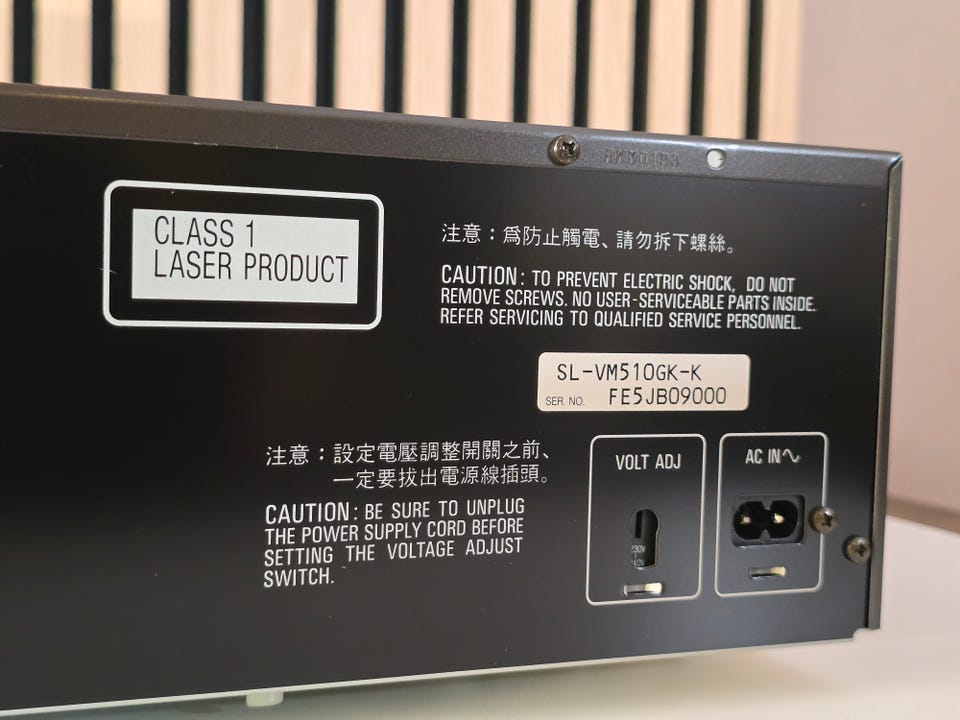 CLASS 1
LASER PRODUCT
注意：爲防止觸電、請勿拆下螺絲。
CAUTION: TO PREVENT ELECTRIC SHOCK, DO NOT
REMOVE SCREWS. NO USER-SERVICEABLE PARTS INSIDE.
REFER SERVICING TO QUALIFIED SERVICE PERSONNEL.
SL-VM510GK-K
SER. NO. FE5JB09000
注意：設定電壓調整開關之前、
一定要拔出電源線插頭。
CAUTION: BE SURE TO UNPLUG
THE POWER SUPPLY CORD BEFORE
SETTING THE VOLTAGE ADJUST
SWITCH.
VOLT ADJ
230V
AC IN∿